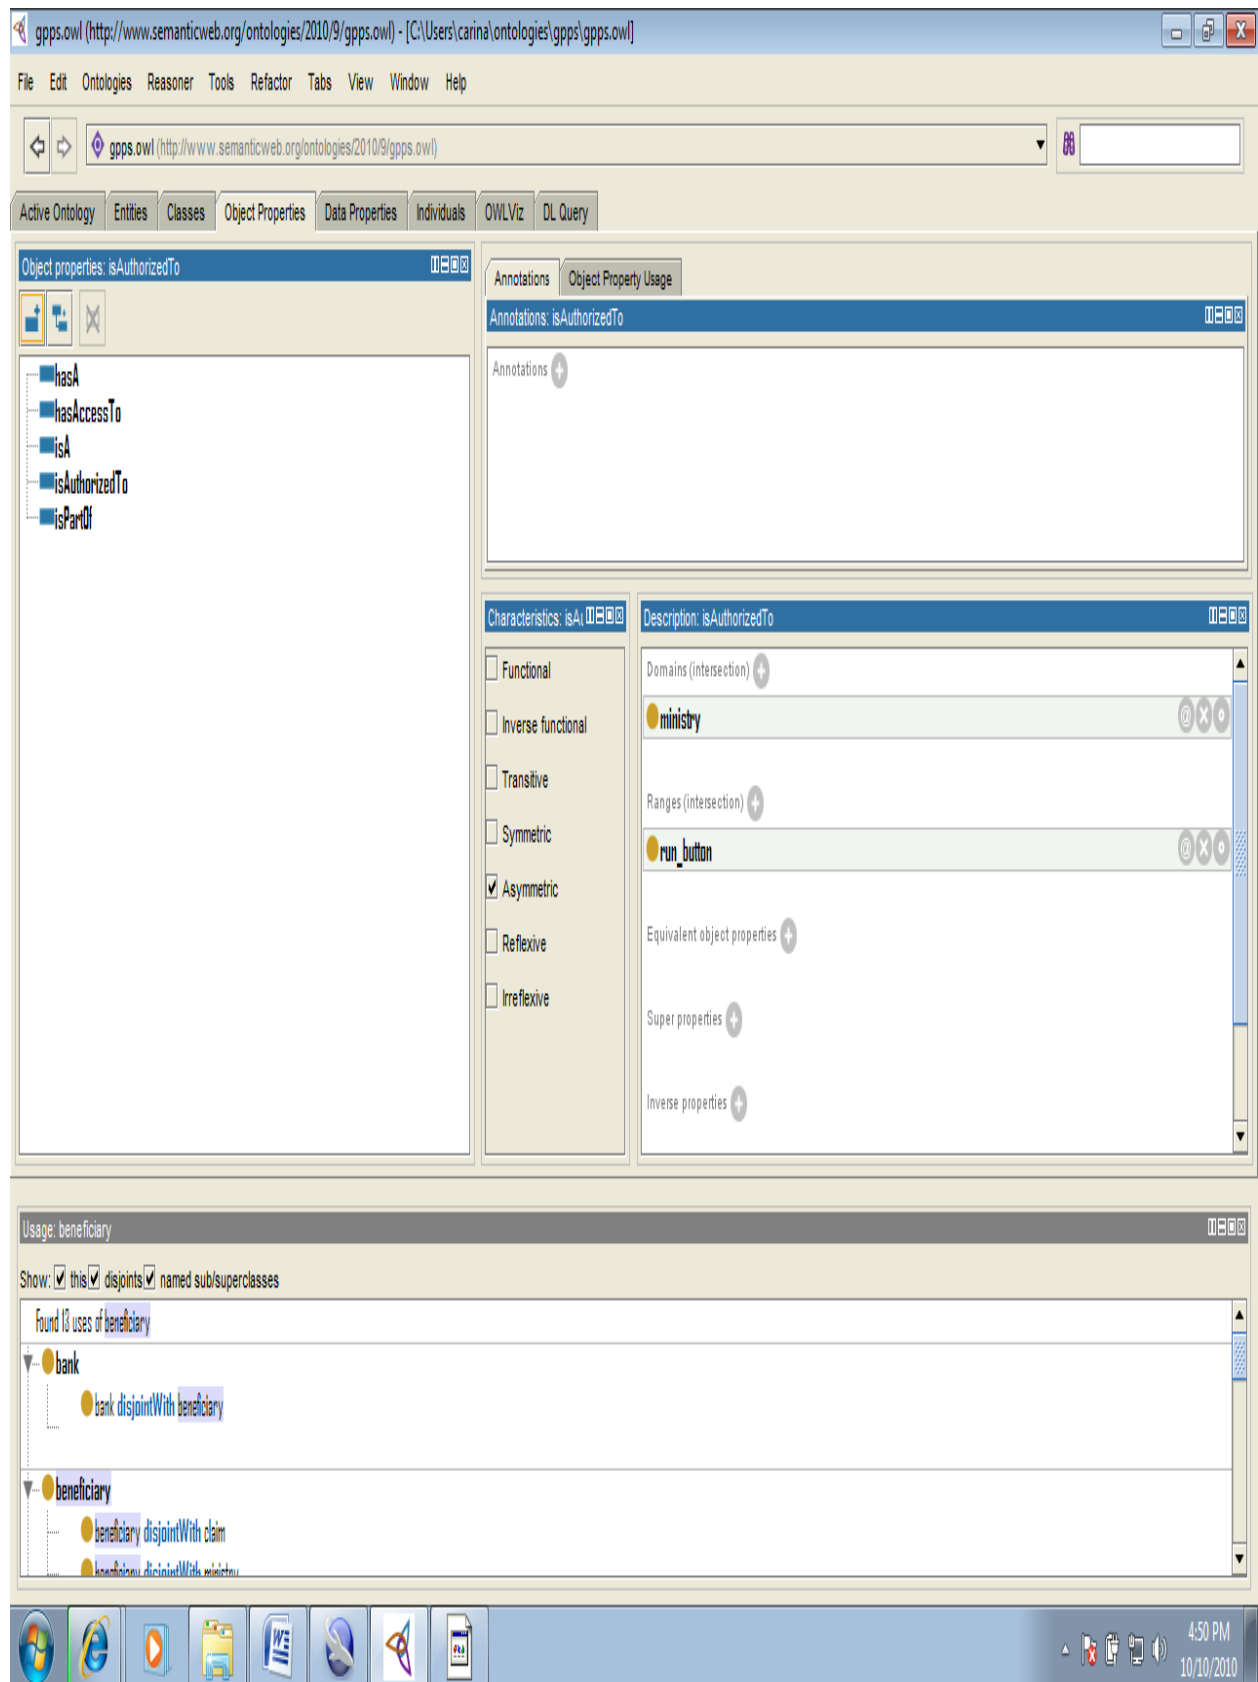 gpps.owl (http://www.semanticweb.org/ontologies/2010/9/gpps.owl) - [C:\Users\carina\ontologies\gpps\gpps.owl]
File Edit Ontologies Reasoner Tools Refactor Tabs View Window Help
gpps.owl (http://www.semanticweb.org/ontologies/2010/9/gpps.owl)
Active Ontology Entities Classes Object Properties Data Properties Individuals OWLViz DL Query
Object properties: isAuthorizedTo
hasA
hasAccessTo
isA
isAuthorizedTo
isPartOf
Annotations Object Property Usage
Annotations: isAuthorizedTo
Annotations
Characteristics: isAu
Functional
Inverse functional
Transitive
Symmetric
Asymmetric
Reflexive
Irreflexive
Description: isAuthorizedTo
Domains (intersection)
ministry
Ranges (intersection)
run_button
Equivalent object properties
Super properties
Inverse properties
Usage: beneficiary
Show: this disjoints named sub/superclasses
Found 13 uses of beneficiary
bank
bank disjointWith beneficiary
beneficiary
beneficiary disjointWith claim
beneficiary disjointWith ministry
4:50 PM
10/10/2010